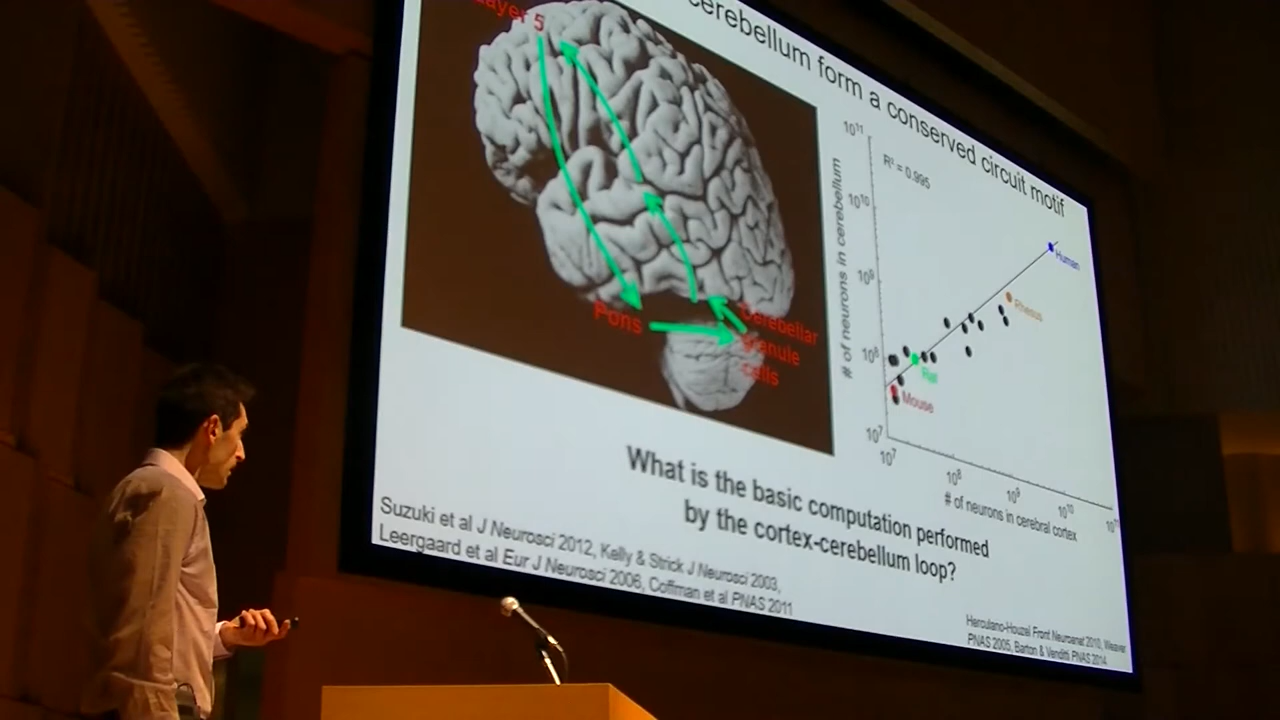 cerebellum form a conserved circuit motif
Layer 5
Pons
Cerebellar
granule
cells
10¹¹
10¹⁰
10⁹
10⁸
10⁷
# of neurons in cerebellum
R² = 0.995
Human
Rhesus
Rat
Mouse
10⁷
10⁸
10⁹
10¹⁰
# of neurons in cerebral cortex
What is the basic computation performed
by the cortex-cerebellum loop?
Suzuki et al J Neurosci 2012, Kelly & Strick J Neurosci 2003,
Leergaard et al Eur J Neurosci 2006, Coffman et al PNAS 2011
Herculano-Houzel Front Neuroanat 2010, Weaver
PNAS 2005, Barton & Venditti PNAS 2014